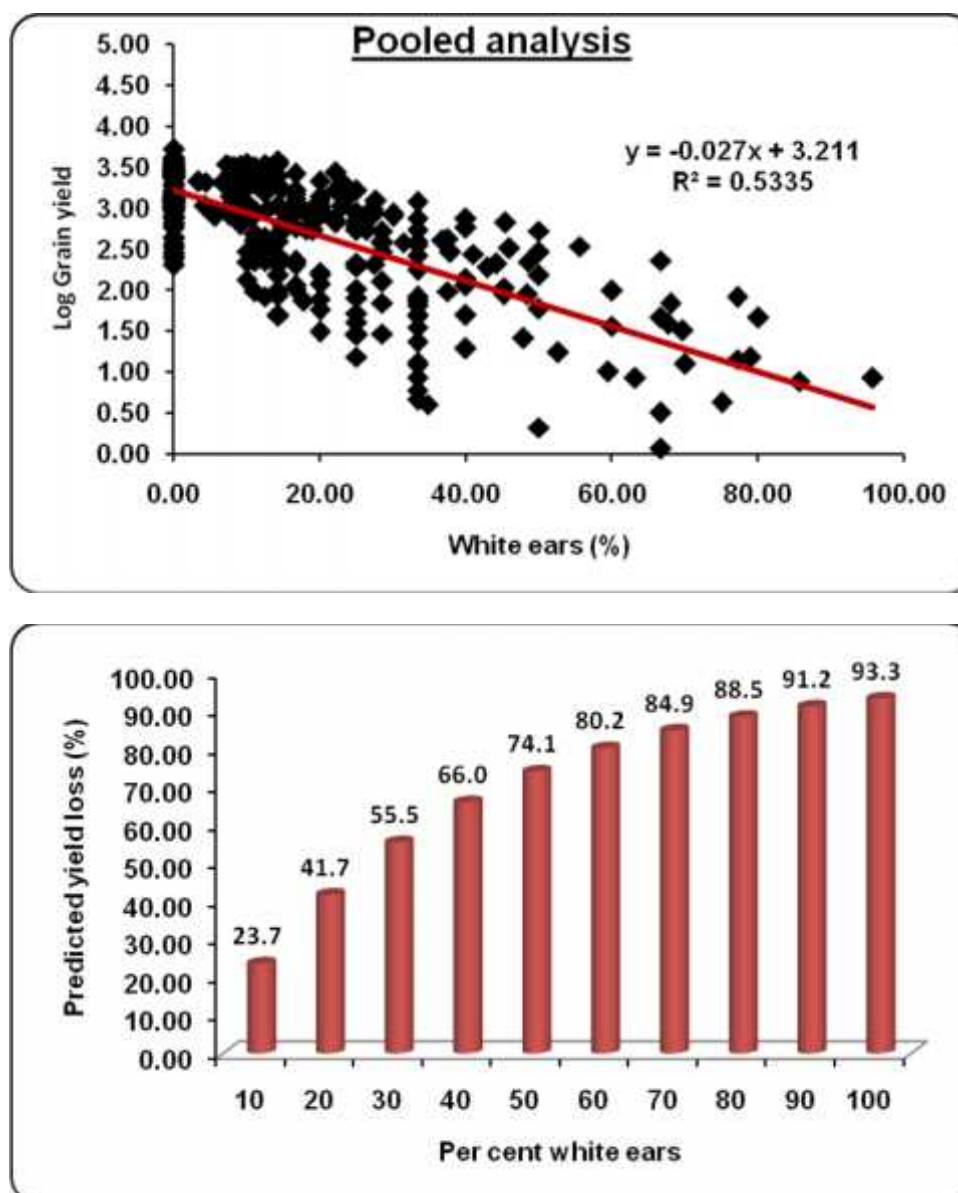 Pooled analysis
5.00
4.50
4.00
3.50
3.00
2.50
2.00
1.50
1.00
0.50
0.00
Log Grain yield
y = -0.027x + 3.211
R² = 0.5335
0.00 20.00 40.00 60.00 80.00 100.00
White ears (%)
100.00
90.00
80.00
70.00
60.00
50.00
40.00
30.00
20.00
10.00
0.00
Predicted yield loss (%)
23.7 41.7 55.5 66.0 74.1 80.2 84.9 88.5 91.2 93.3
10 20 30 40 50 60 70 80 90 100
Per cent white ears